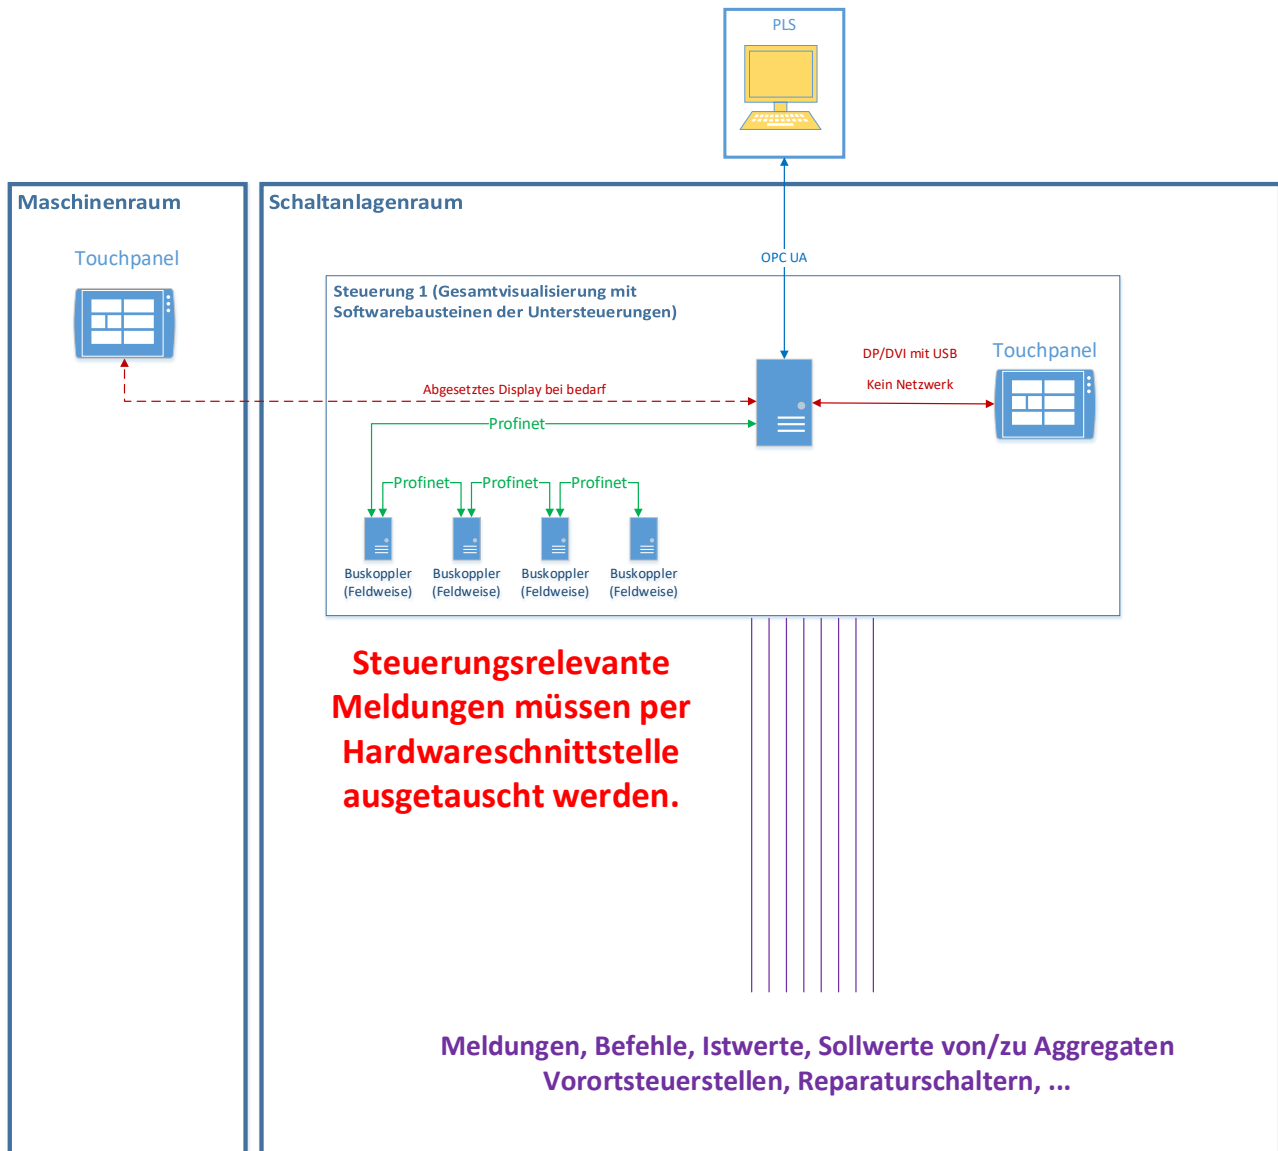 PLS
Maschinenraum
Schaltanlagenraum
Touchpanel
OPC UA
Steuerung 1 (Gesamtvisualisierung mit
Softwarebausteinen der Untersteuerungen)
DP/DVI mit USB
Kein Netzwerk
Touchpanel
Abgesetztes Display bei bedarf
Profinet
Profinet
Profinet
Profinet
Buskoppler
(Feldweise)
Buskoppler
(Feldweise)
Buskoppler
(Feldweise)
Buskoppler
(Feldweise)
Steuerungsrelevante
Meldungen müssen per
Hardwareschnittstelle
ausgetauscht werden.
Meldungen, Befehle, Istwerte, Sollwerte von/zu Aggregaten
Vorortsteuerstellen, Reparaturschaltern, ...